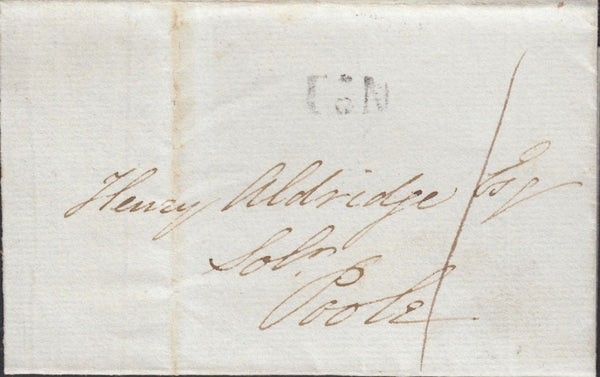 Henry Aldridge Esq
Solr
Poole